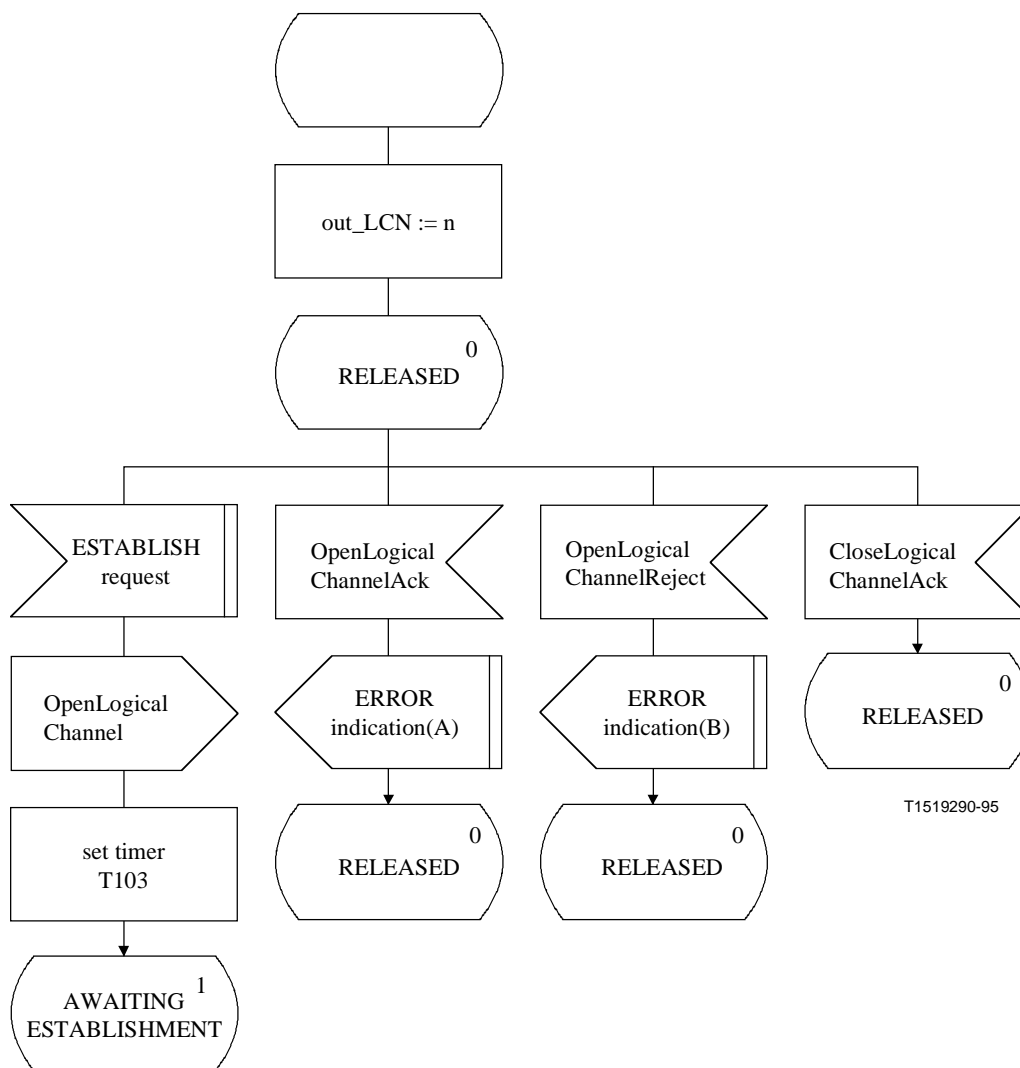 out_LCN := n
0
RELEASED
ESTABLISH
request
OpenLogical
ChannelAck
OpenLogical
ChannelReject
CloseLogical
ChannelAck
OpenLogical
Channel
ERROR
indication(A)
ERROR
indication(B)
0
RELEASED
T1519290-95
set timer
T103
0
RELEASED
0
RELEASED
1
AWAITING
ESTABLISHMENT